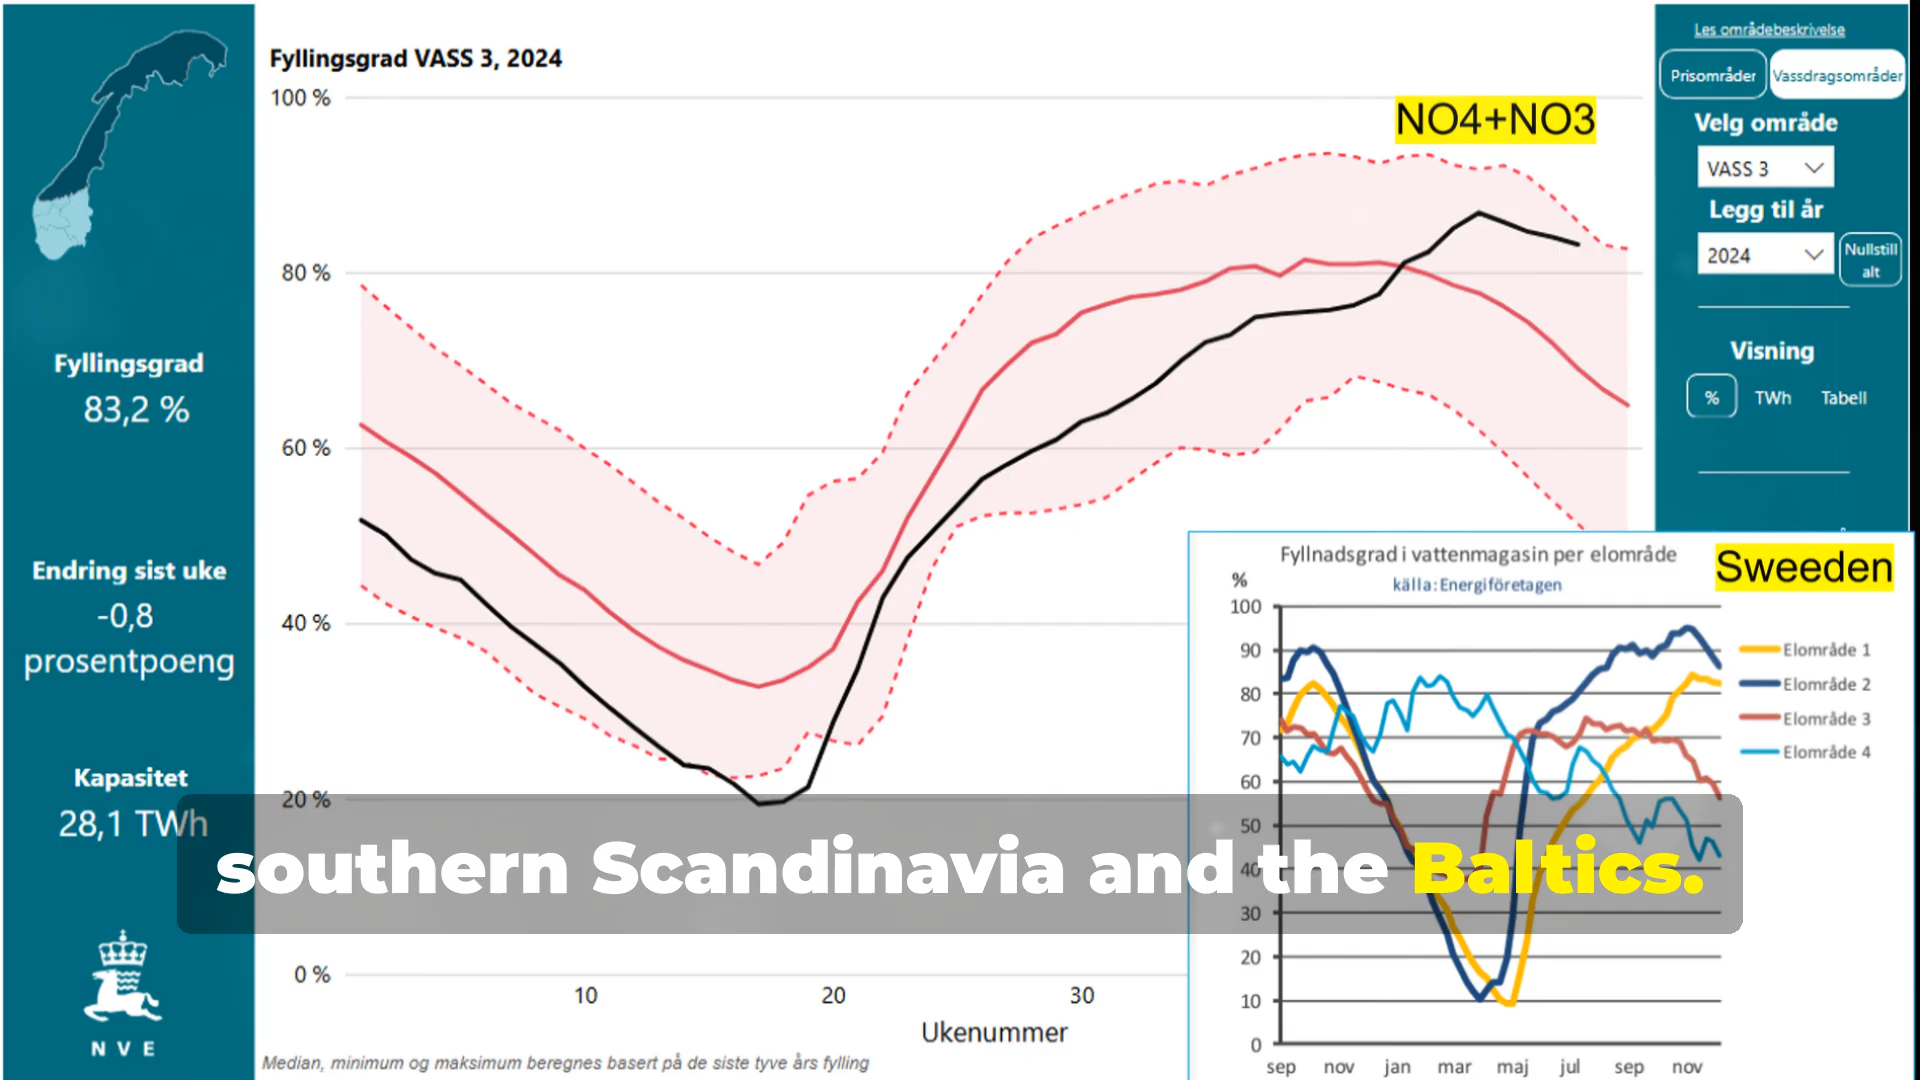 Fyllingsgrad VASS 3, 2024
100 %
80 %
60 %
40 %
20 %
0 %
10
20
30
Ukenummer
Median, minimum og maksimum beregnes basert på de siste tyve års fylling
NO4+NO3
Fyllingsgrad
83,2 %
Endring sist uke
-0,8
prosentpoeng
Kapasitet
28,1 TWh
NVE
Les områdebeskrivelse
Prisområder
Vassdragsområder
Velg område
VASS 3
Legg til år
2024
Nullstill
alt
Visning
%
TWh
Tabell
Fyllnadsgrad i vattenmagasin per elområde
källa:Energiföretagen
Sweeden
%
100
90
80
70
60
50
40
30
20
10
0
sep
nov
jan
mar
maj
jul
sep
nov
Elområde 1
Elområde 2
Elområde 3
Elområde 4
southern Scandinavia and the Baltics.